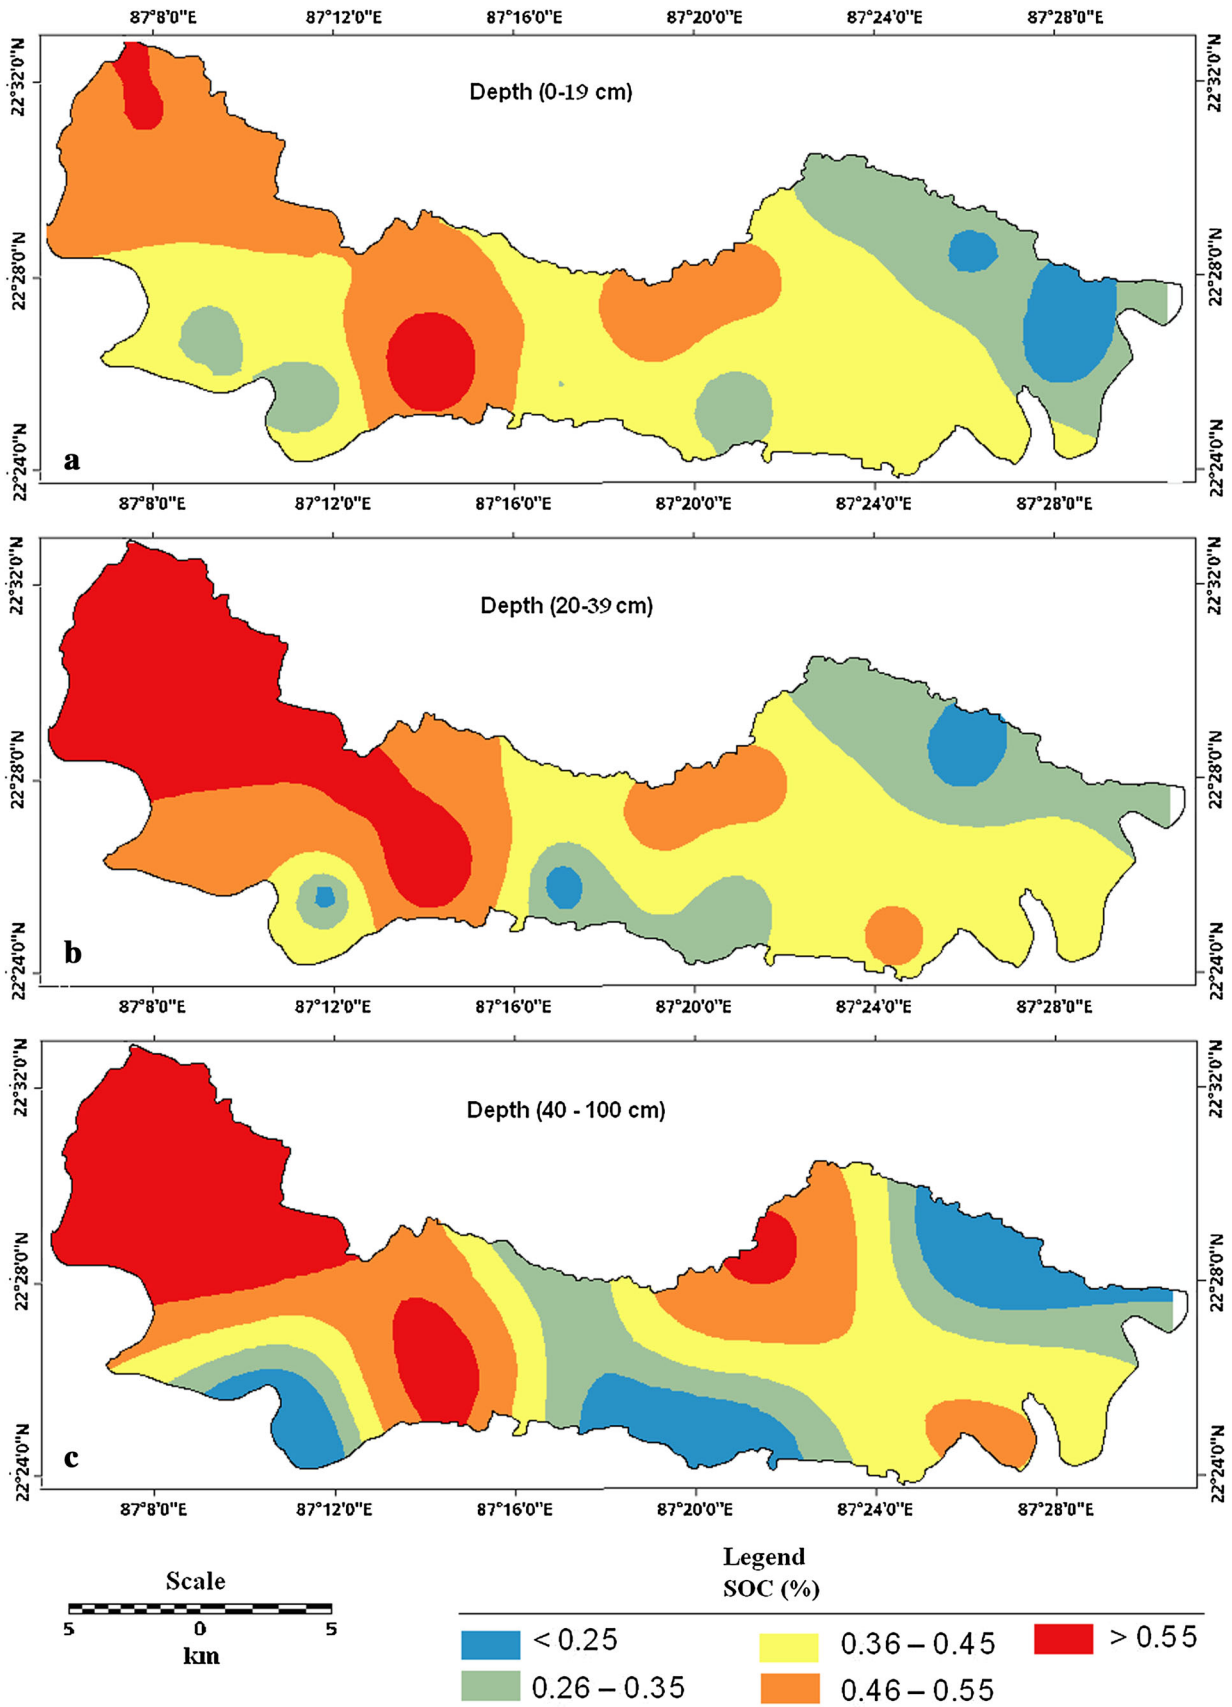 87°8'0"E 87°12'0"E 87°16'0"E 87°20'0"E 87°24'0"E 87°28'0"E
22°32'0"N 22°32'0"N
Depth (0-19 cm)
22°28'0"N 22°28'0"N
22°24'0"N 22°24'0"N
a
87°8'0"E 87°12'0"E 87°16'0"E 87°20'0"E 87°24'0"E 87°28'0"E
22°32'0"N 22°32'0"N
Depth (20-39 cm)
22°28'0"N 22°28'0"N
22°24'0"N 22°24'0"N
b
87°8'0"E 87°12'0"E 87°16'0"E 87°20'0"E 87°24'0"E 87°28'0"E
22°32'0"N 22°32'0"N
Depth (40 - 100 cm)
22°28'0"N 22°28'0"N
22°24'0"N 22°24'0"N
c
87°8'0"E 87°12'0"E 87°16'0"E 87°20'0"E 87°24'0"E 87°28'0"E
Scale
5 0 5
km
Legend
SOC (%)
< 0.25 0.36 – 0.45 > 0.55
0.26 – 0.35 0.46 – 0.55